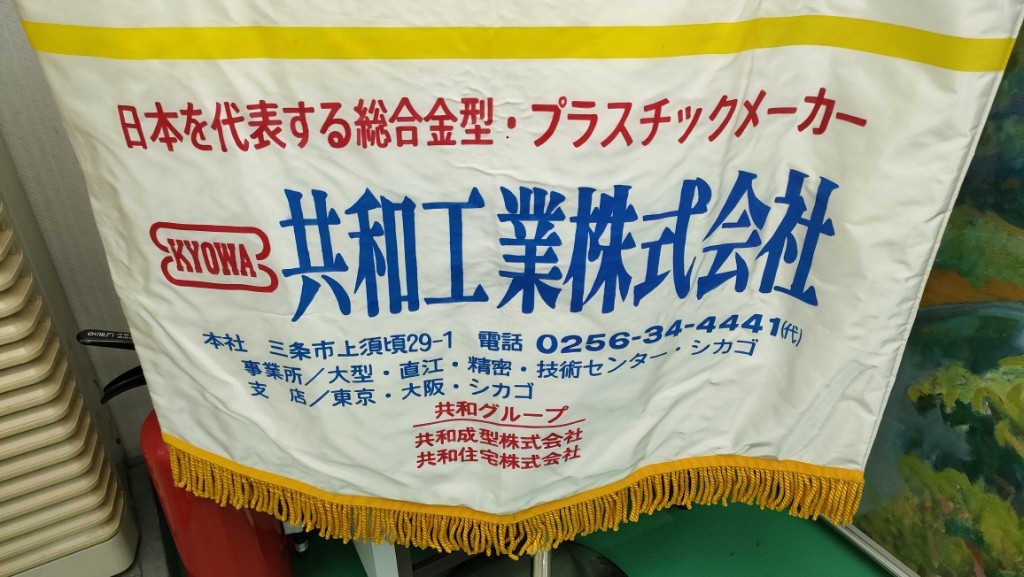 日本を代表する総合金型・プラスチックメーカー
KYOWA 共和工業株式会社
本社 三条市上須頃29-1 電話 0256-34-4441(代)
事業所／大型・直江・精密・技術センター・シカゴ
支店／東京・大阪・シカゴ
共和グループ
共和成型株式会社
共和住宅株式会社